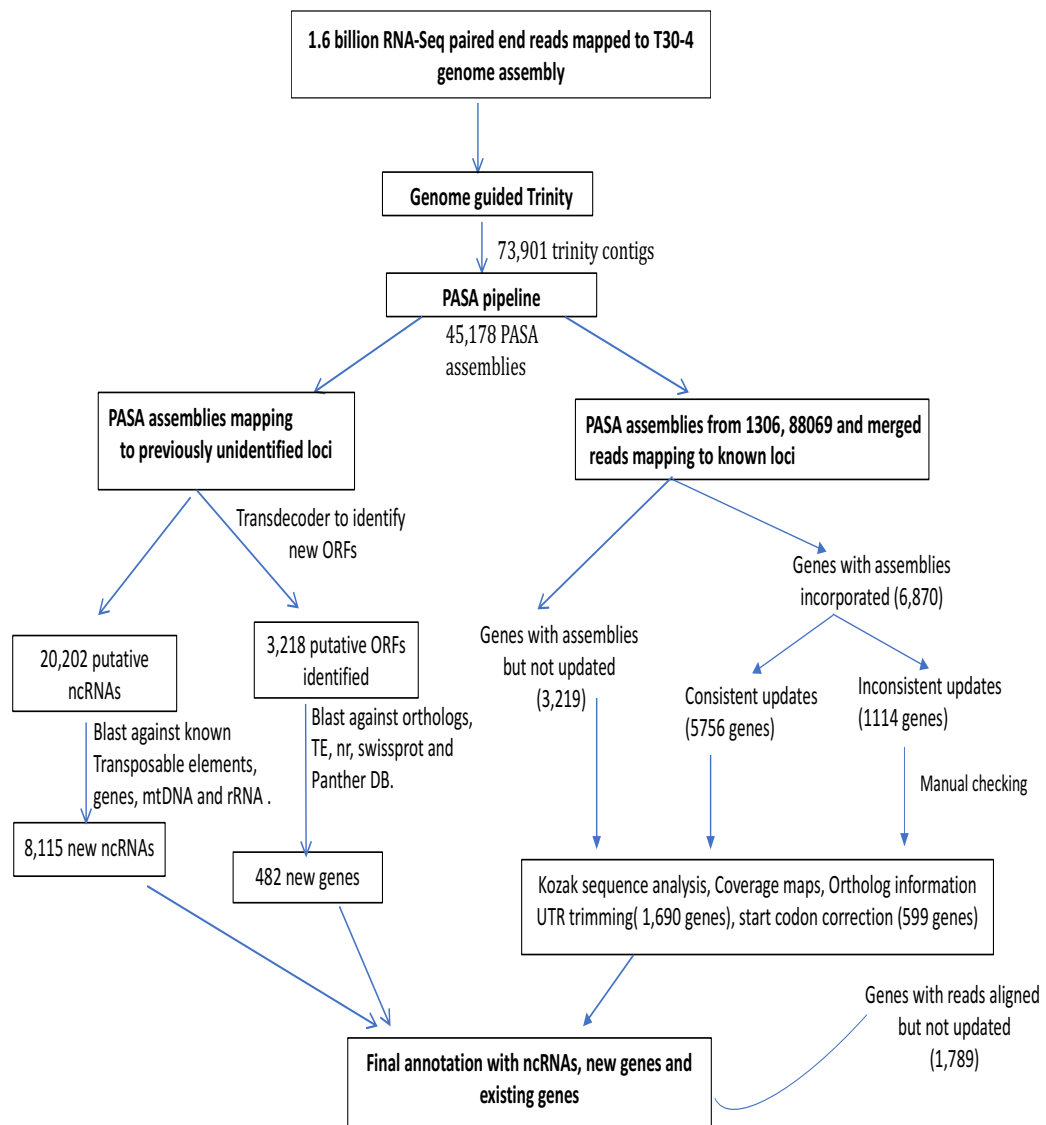 1.6 billion RNA-Seq paired end reads mapped to T30-4
genome assembly
Genome guided Trinity
73,901 trinity contigs
PASA pipeline
45,178 PASA
assemblies
PASA assemblies mapping
to previously unidentified loci
PASA assemblies from 1306, 88069 and merged
reads mapping to known loci
Transdecoder to identify
new ORFs
Genes with assemblies
incorporated (6,870)
20,202 putative
ncRNAs
3,218 putative ORFs
identified
Genes with assemblies
but not updated
(3,219)
Consistent updates
(5756 genes)
Inconsistent updates
(1114 genes)
Blast against known
Transposable elements,
genes, mtDNA and rRNA .
Blast against orthologs,
TE, nr, swissprot and
Panther DB.
Manual checking
8,115 new ncRNAs
482 new genes
Kozak sequence analysis, Coverage maps, Ortholog information
UTR trimming( 1,690 genes), start codon correction (599 genes)
Genes with reads aligned
but not updated
(1,789)
Final annotation with ncRNAs, new genes and
existing genes